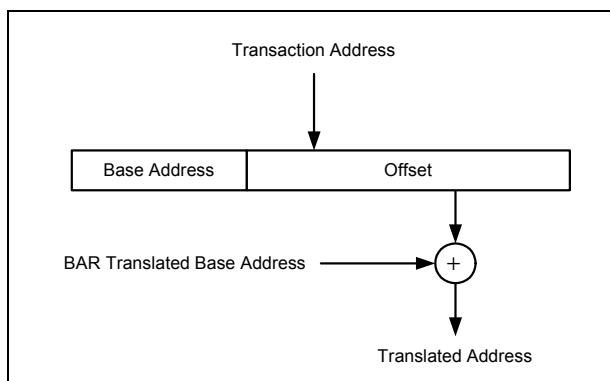 Transaction Address
Base Address
Offset
BAR Translated Base Address
+
Translated Address